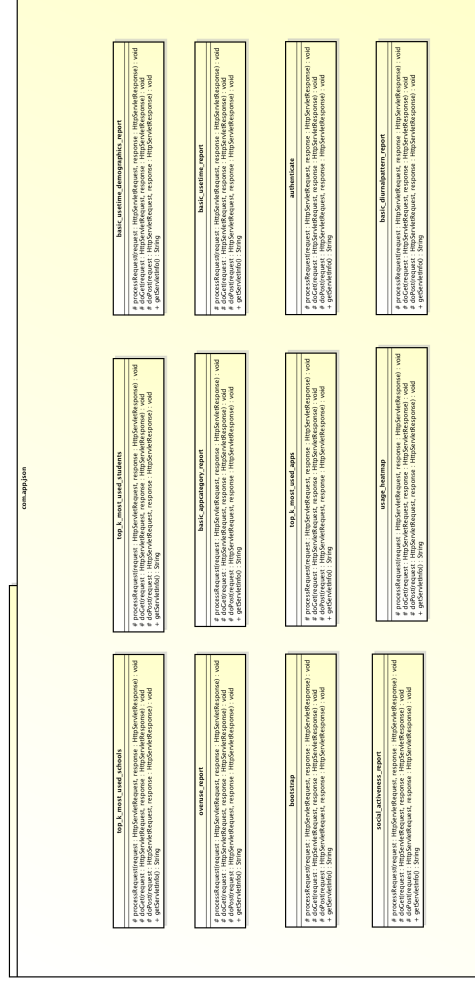 com.app.json
top_k_most_used_schools
# processRequest(request : HttpServletRequest, response : HttpServletResponse) : void
# doGet(request : HttpServletRequest, response : HttpServletResponse) : void
# doPost(request : HttpServletRequest, response : HttpServletResponse) : void
+ getServletInfo() : String
top_k_most_used_students
# processRequest(request : HttpServletRequest, response : HttpServletResponse) : void
# doGet(request : HttpServletRequest, response : HttpServletResponse) : void
# doPost(request : HttpServletRequest, response : HttpServletResponse) : void
+ getServletInfo() : String
basic_usetime_demographics_report
# processRequest(request : HttpServletRequest, response : HttpServletResponse) : void
# doGet(request : HttpServletRequest, response : HttpServletResponse) : void
# doPost(request : HttpServletRequest, response : HttpServletResponse) : void
+ getServletInfo() : String
overuse_report
# processRequest(request : HttpServletRequest, response : HttpServletResponse) : void
# doGet(request : HttpServletRequest, response : HttpServletResponse) : void
# doPost(request : HttpServletRequest, response : HttpServletResponse) : void
+ getServletInfo() : String
basic_appcategory_report
# processRequest(request : HttpServletRequest, response : HttpServletResponse) : void
# doGet(request : HttpServletRequest, response : HttpServletResponse) : void
# doPost(request : HttpServletRequest, response : HttpServletResponse) : void
+ getServletInfo() : String
basic_usetime_report
# processRequest(request : HttpServletRequest, response : HttpServletResponse) : void
# doGet(request : HttpServletRequest, response : HttpServletResponse) : void
# doPost(request : HttpServletRequest, response : HttpServletResponse) : void
+ getServletInfo() : String
bootstrap
# processRequest(request : HttpServletRequest, response : HttpServletResponse) : void
# doGet(request : HttpServletRequest, response : HttpServletResponse) : void
# doPost(request : HttpServletRequest, response : HttpServletResponse) : void
+ getServletInfo() : String
top_k_most_used_apps
# processRequest(request : HttpServletRequest, response : HttpServletResponse) : void
# doGet(request : HttpServletRequest, response : HttpServletResponse) : void
# doPost(request : HttpServletRequest, response : HttpServletResponse) : void
+ getServletInfo() : String
authenticate
# processRequest(request : HttpServletRequest, response : HttpServletResponse) : void
# doGet(request : HttpServletRequest, response : HttpServletResponse) : void
# doPost(request : HttpServletRequest, response : HttpServletResponse) : void
+ getServletInfo() : String
social_activeness_report
# processRequest(request : HttpServletRequest, response : HttpServletResponse) : void
# doGet(request : HttpServletRequest, response : HttpServletResponse) : void
# doPost(request : HttpServletRequest, response : HttpServletResponse) : void
+ getServletInfo() : String
usage_heatmap
# processRequest(request : HttpServletRequest, response : HttpServletResponse) : void
# doGet(request : HttpServletRequest, response : HttpServletResponse) : void
# doPost(request : HttpServletRequest, response : HttpServletResponse) : void
+ getServletInfo() : String
basic_diurnalpattern_report
# processRequest(request : HttpServletRequest, response : HttpServletResponse) : void
# doGet(request : HttpServletRequest, response : HttpServletResponse) : void
# doPost(request : HttpServletRequest, response : HttpServletResponse) : void
+ getServletInfo() : String